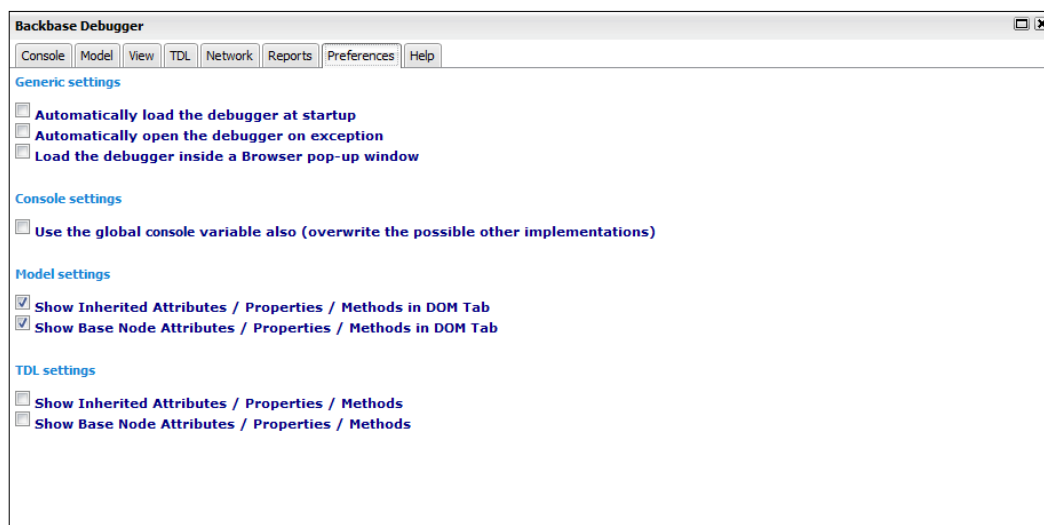 Backbase Debugger
Console Model View TDL Network Reports Preferences Help
Generic settings
Automatically load the debugger at startup
Automatically open the debugger on exception
Load the debugger inside a Browser pop-up window
Console settings
Use the global console variable also (overwrite the possible other implementations)
Model settings
Show Inherited Attributes / Properties / Methods in DOM Tab
Show Base Node Attributes / Properties / Methods in DOM Tab
TDL settings
Show Inherited Attributes / Properties / Methods
Show Base Node Attributes / Properties / Methods